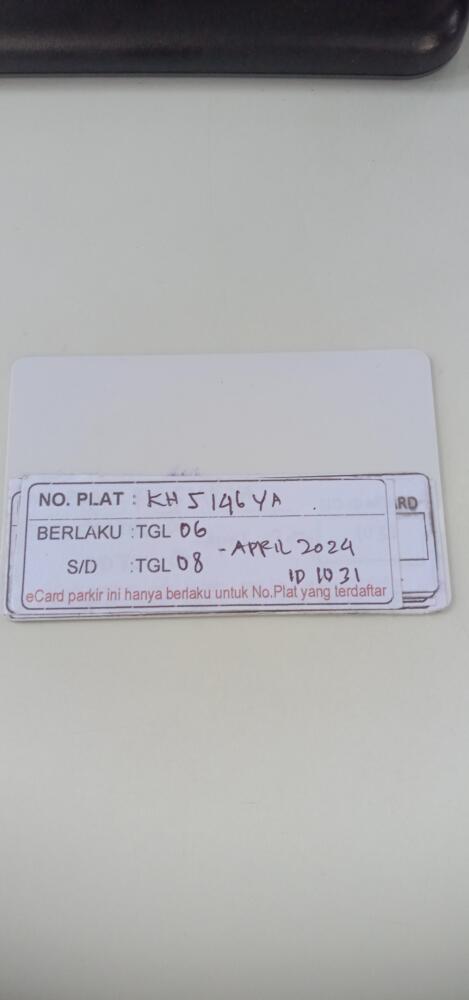 NO. PLAT : KH 5146 YA
RD
BERLAKU :TGL 06
- APRIL 2024
S/D :TGL 08
ID 1031
eCard parkir ini hanya berlaku untuk No.Plat yang terdaftar